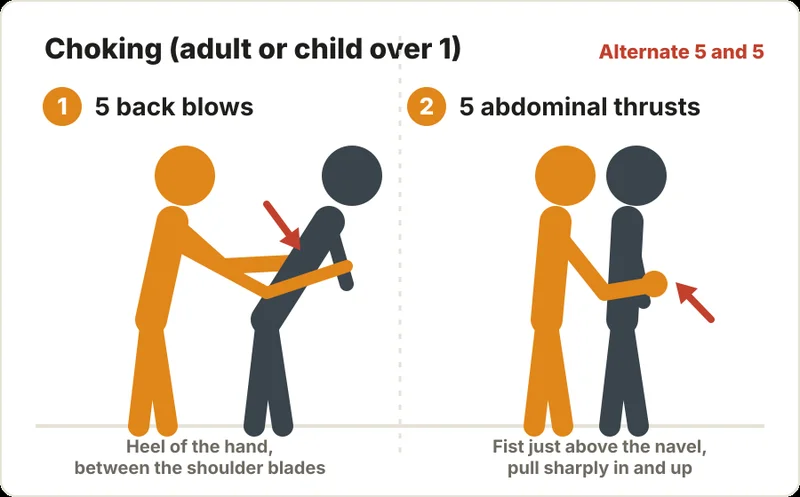 Choking (adult or child over 1)
Alternate 5 and 5
1 5 back blows
2 5 abdominal thrusts
Heel of the hand,
between the shoulder blades
Fist just above the navel,
pull sharply in and up